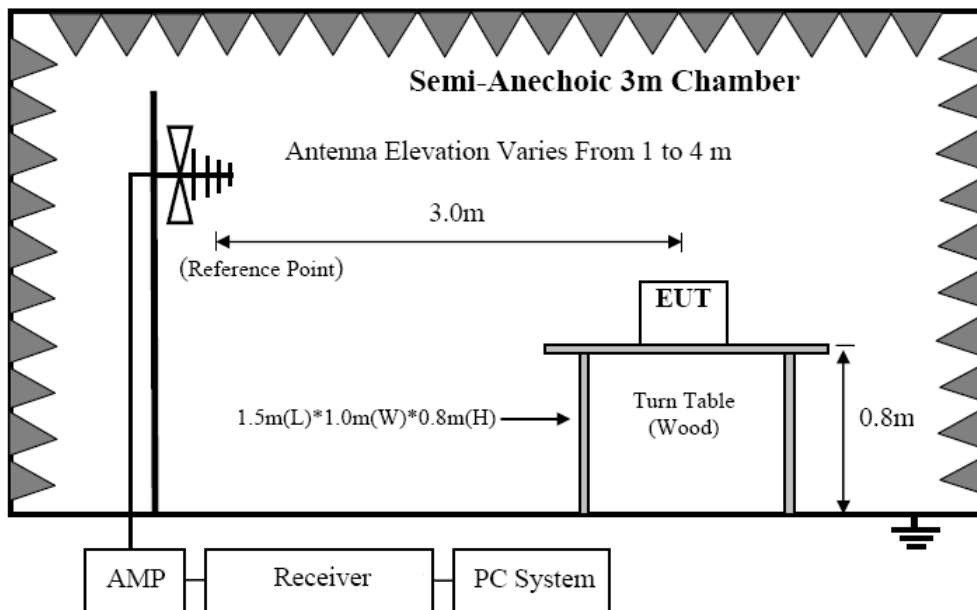 Semi-Anechoic 3m Chamber
Antenna Elevation Varies From 1 to 4 m
3.0m
(Reference Point)
EUT
1.5m(L)*1.0m(W)*0.8m(H)
Turn Table
(Wood)
0.8m
AMP
Receiver
PC System